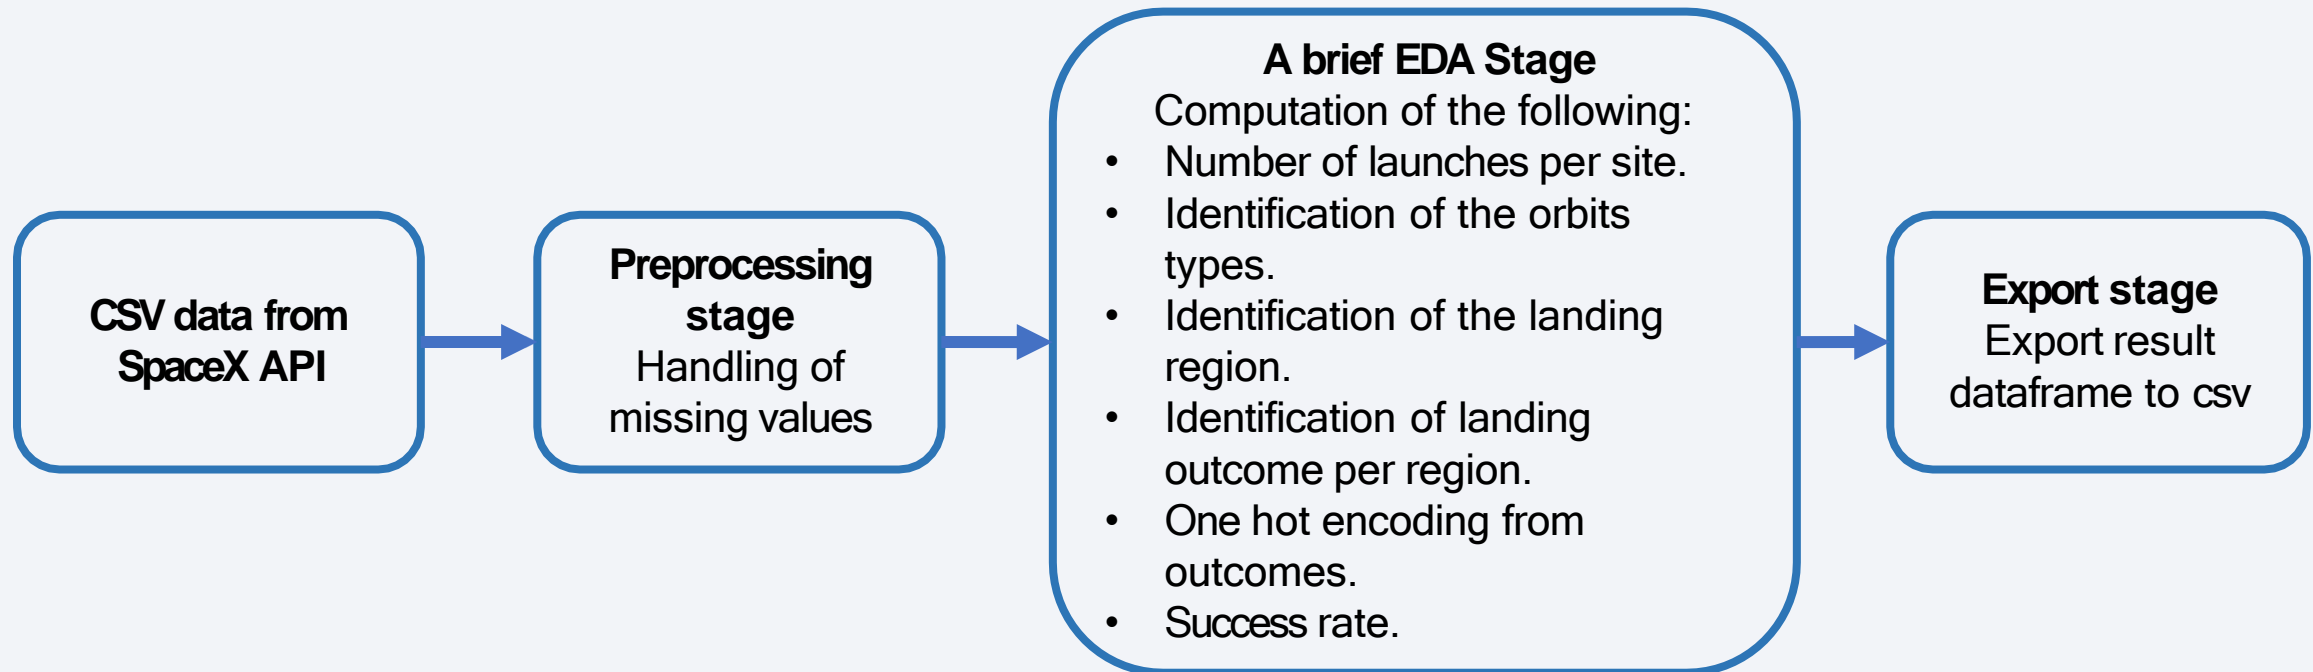 CSV data from
SpaceX API
Preprocessing
stage
Handling of
missing values
A brief EDA Stage
Computation of the following:
• Number of launches per site.
• Identification of the orbits
types.
• Identification of the landing
region.
• Identification of landing
outcome per region.
• One hot encoding from
outcomes.
• Success rate.
Export stage
Export result
dataframe to csv